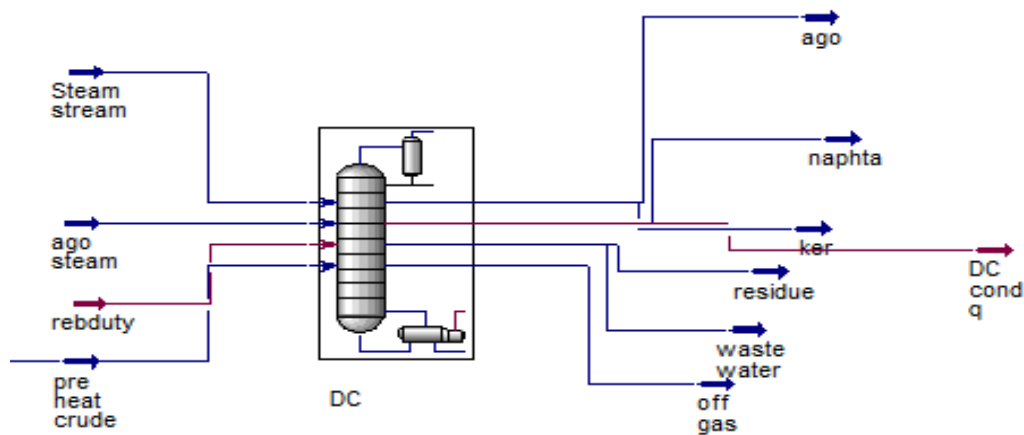 ago
Steam
stream
naphta
ago
steam
ker
DC
cond
q
residue
rebduty
waste
water
pre
heat
crude
DC
off
gas